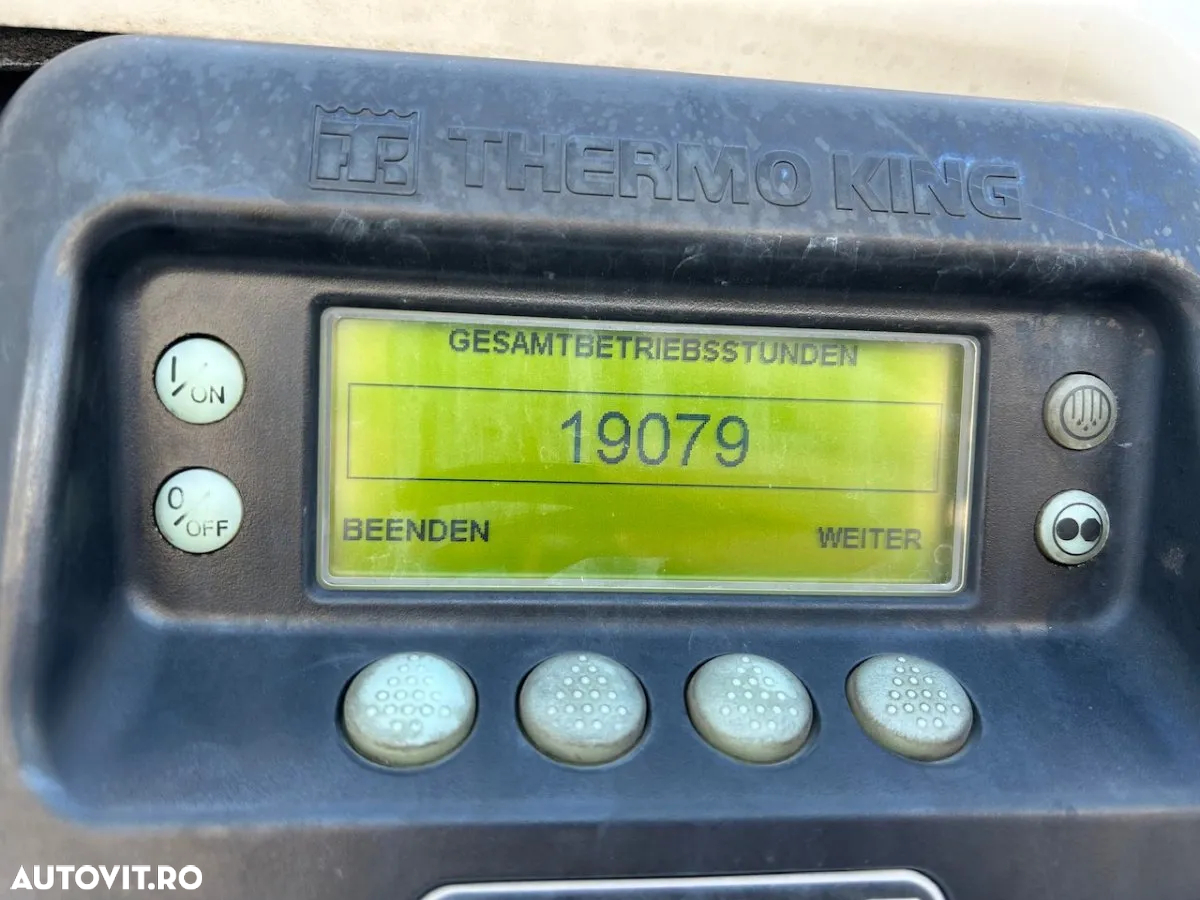 THERMO KING
GESAMTBETRIEBSSTUNDEN
I/ON
19079
0/OFF
BEENDEN WEITER
AUTOVIT.RO